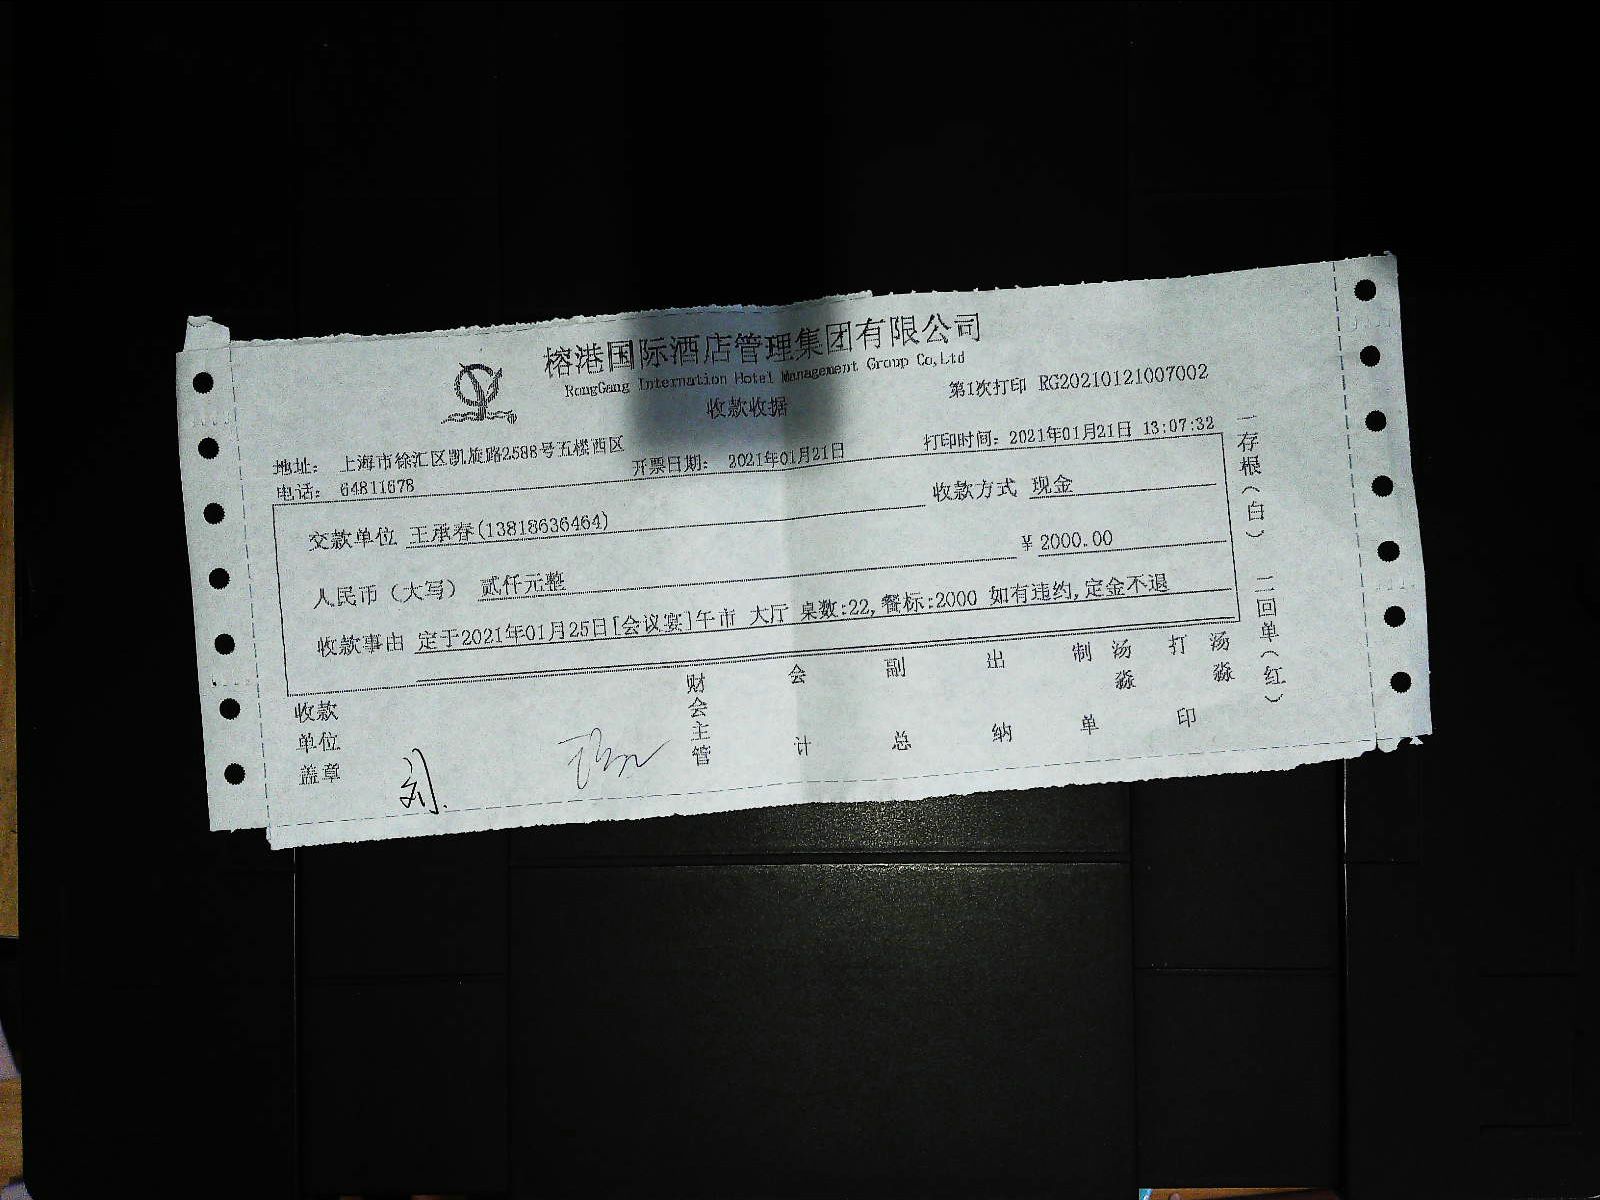 榕港国际酒店管理集团有限公司
RongGang Internation Hotel Management Group Co,Ltd
收款收据
第1次打印 RG20210121007002
地址： 上海市徐汇区凯旋路2588号五楼西区
电话： 64811678
开票日期： 2021年01月21日
打印时间：2021年01月21日 13:07:32
交款单位 王承春(13818636464)
收款方式 现金
人民币（大写） 贰仟元整
￥2000.00
收款事由 定于2021年01月25日[会议宴]午市 大厅 桌数:22,餐标:2000 如有违约,定金不退
收款单位盖章
刘
财会主管
会计
副总
出纳
制单
汤淼
打印
汤淼
一存根（白） 二回单（红）